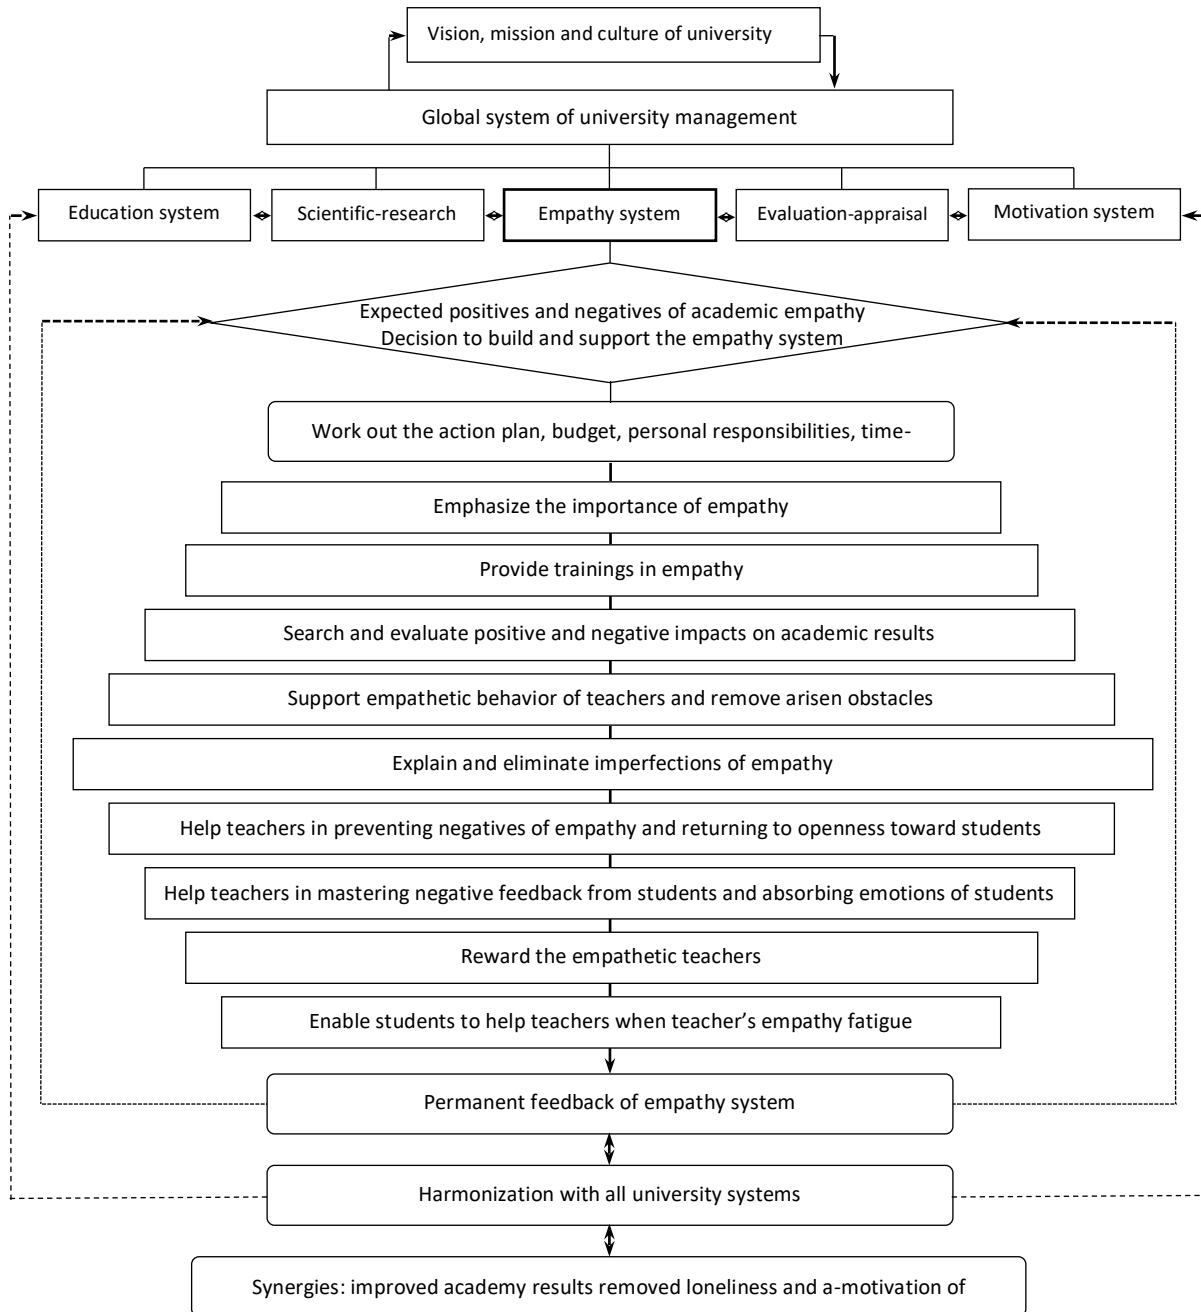 Vision, mission and culture of university
Global system of university management
Education system
Scientific-research
Empathy system
Evaluation-appraisal
Motivation system
Expected positives and negatives of academic empathy
Decision to build and support the empathy system
Work out the action plan, budget, personal responsibilities, time-
Emphasize the importance of empathy
Provide trainings in empathy
Search and evaluate positive and negative impacts on academic results
Support empathetic behavior of teachers and remove arisen obstacles
Explain and eliminate imperfections of empathy
Help teachers in preventing negatives of empathy and returning to openness toward students
Help teachers in mastering negative feedback from students and absorbing emotions of students
Reward the empathetic teachers
Enable students to help teachers when teacher’s empathy fatigue
Permanent feedback of empathy system
Harmonization with all university systems
Synergies: improved academy results removed loneliness and a-motivation of